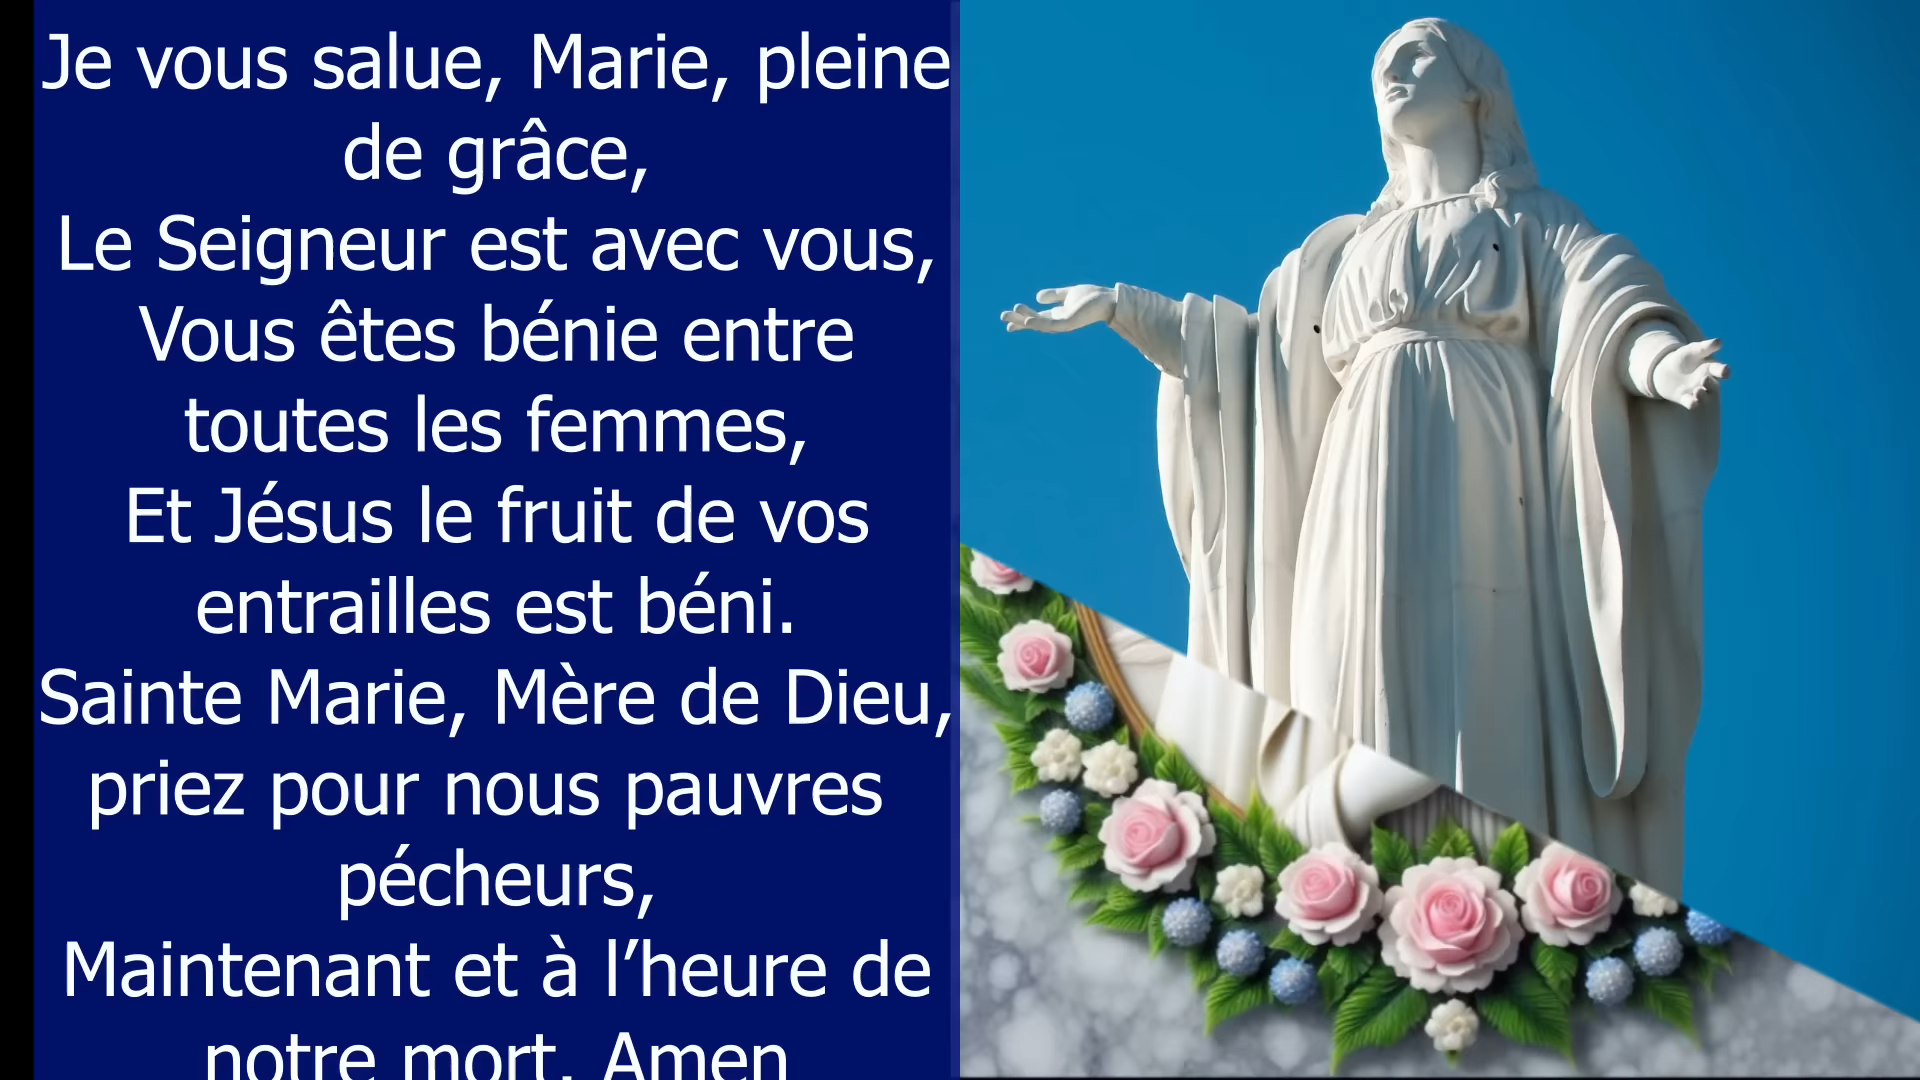 Je vous salue, Marie, pleine
de grâce,
Le Seigneur est avec vous,
Vous êtes bénie entre
toutes les femmes,
Et Jésus le fruit de vos
entrailles est béni.
Sainte Marie, Mère de Dieu,
priez pour nous pauvres
pécheurs,
Maintenant et à l’heure de
notre mort. Amen